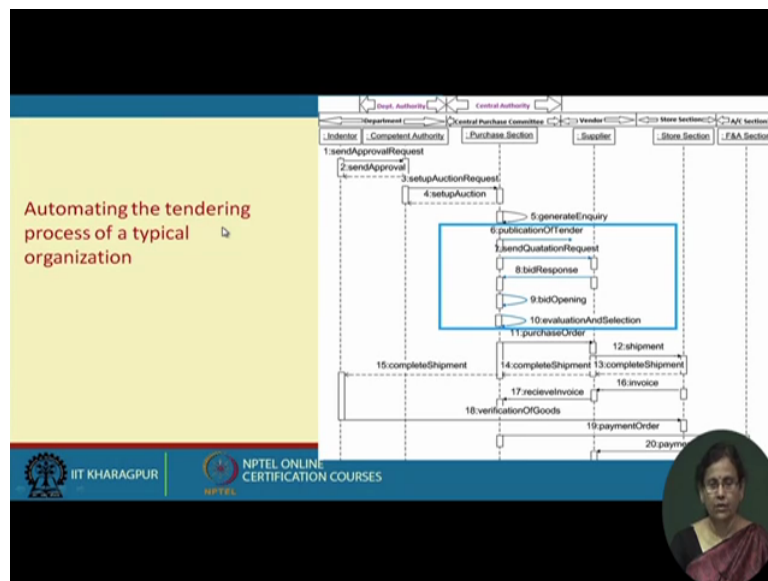 Dept. Authority Central Authority
Department Central Purchase Committee Vendor Store Section A/C Section
: Indentor : Competent Authority : Purchase Section : Supplier : Store Section : F&A Section
1:sendApprovalRequest
2:sendApproval
3:setupAuctionRequest
4:setupAuction
5:generateEnquiry
6:publicationOfTender
7:sendQuatationRequest
8:bidResponse
9:bidOpening
10:evaluationAndSelection
11:purchaseOrder
12:shipment
15:completeShipment 14:completeShipment 13:completeShipment
16:invoice
17:recieveInvoice
18:verificationOfGoods
19:paymentOrder
Automating the tendering
process of a typical
organization
IIT KHARAGPUR
NPTEL
NPTEL ONLINE
CERTIFICATION COURSES